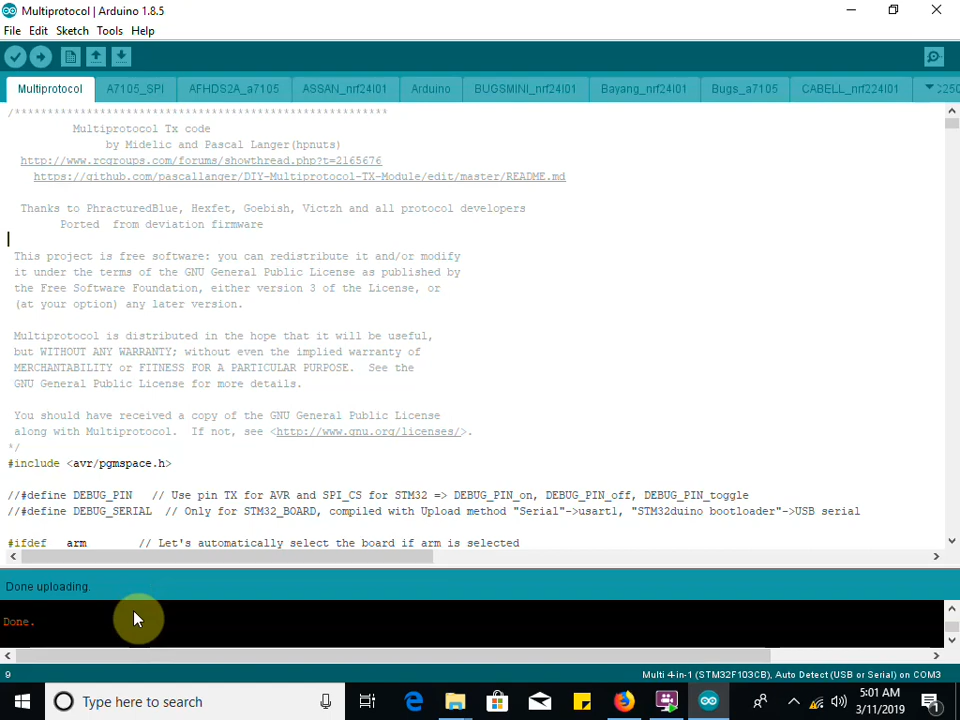 Multiprotocol | Arduino 1.8.5
File Edit Sketch Tools Help
Multiprotocol A7105_SPI AFHDS2A_a7105 ASSAN_nrf24l01 Arduino BUGSMINI_nrf24l01 Bayang_nrf24l01 Bugs_a7105 CABELL_nrf224l01
/*********************************************************
Multiprotocol Tx code
by Midelic and Pascal Langer(hpnuts)
http://www.rcgroups.com/forums/showthread.php?t=2165676
https://github.com/pascallanger/DIY-Multiprotocol-TX-Module/edit/master/README.md
Thanks to PhracturedBlue, Hexfet, Goebish, Victzh and all protocol developers
Ported  from deviation firmware
This project is free software: you can redistribute it and/or modify
it under the terms of the GNU General Public License as published by
the Free Software Foundation, either version 3 of the License, or
(at your option) any later version.
Multiprotocol is distributed in the hope that it will be useful,
but WITHOUT ANY WARRANTY; without even the implied warranty of
MERCHANTABILITY or FITNESS FOR A PARTICULAR PURPOSE.  See the
GNU General Public License for more details.
You should have received a copy of the GNU General Public License
along with Multiprotocol.  If not, see <http://www.gnu.org/licenses/>.
*/
#include <avr/pgmspace.h>
//#define DEBUG_PIN   // Use pin TX for AVR and SPI_CS for STM32 => DEBUG_PIN_on, DEBUG_PIN_off, DEBUG_PIN_toggle
//#define DEBUG_SERIAL  // Only for STM32_BOARD, compiled with Upload method "Serial"->usart1, "STM32duino bootloader"->USB serial
#ifdef  arm        // Let's automatically select the board if arm is selected
Done uploading.
Done.
9 Multi 4-in-1 (STM32F103CB), Auto Detect (USB or Serial) on COM3
Type here to search 5:01 AM
3/11/2019 1